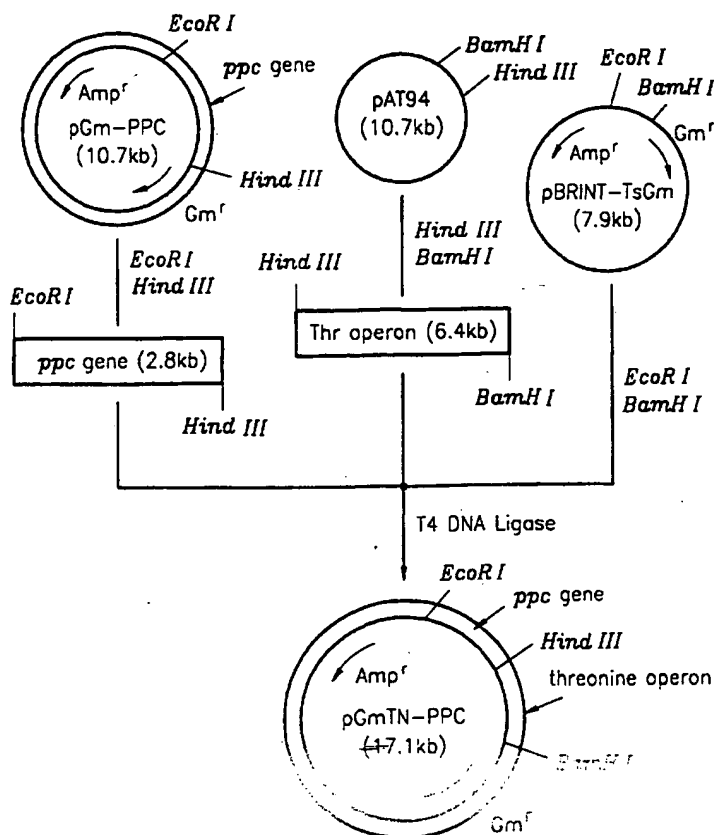 EcoR I
ppc gene
Amp^r
pGm-PPC
(10.7kb)
Hind III
Gm^r
BamH I
Hind III
pAT94
(10.7kb)
EcoR I
BamH I
Gm^r
Amp^r
pBRINT-TsGm
(7.9kb)
EcoR I
Hind III
Hind III
BamH I
EcoR I
ppc gene (2.8kb)
Hind III
Hind III
Thr operon (6.4kb)
BamH I
EcoR I
BamH I
T4 DNA Ligase
EcoR I
ppc gene
Hind III
threonine operon
Amp^r
pGmTN-PPC
(17.1kb)
BamH I
Gm^r